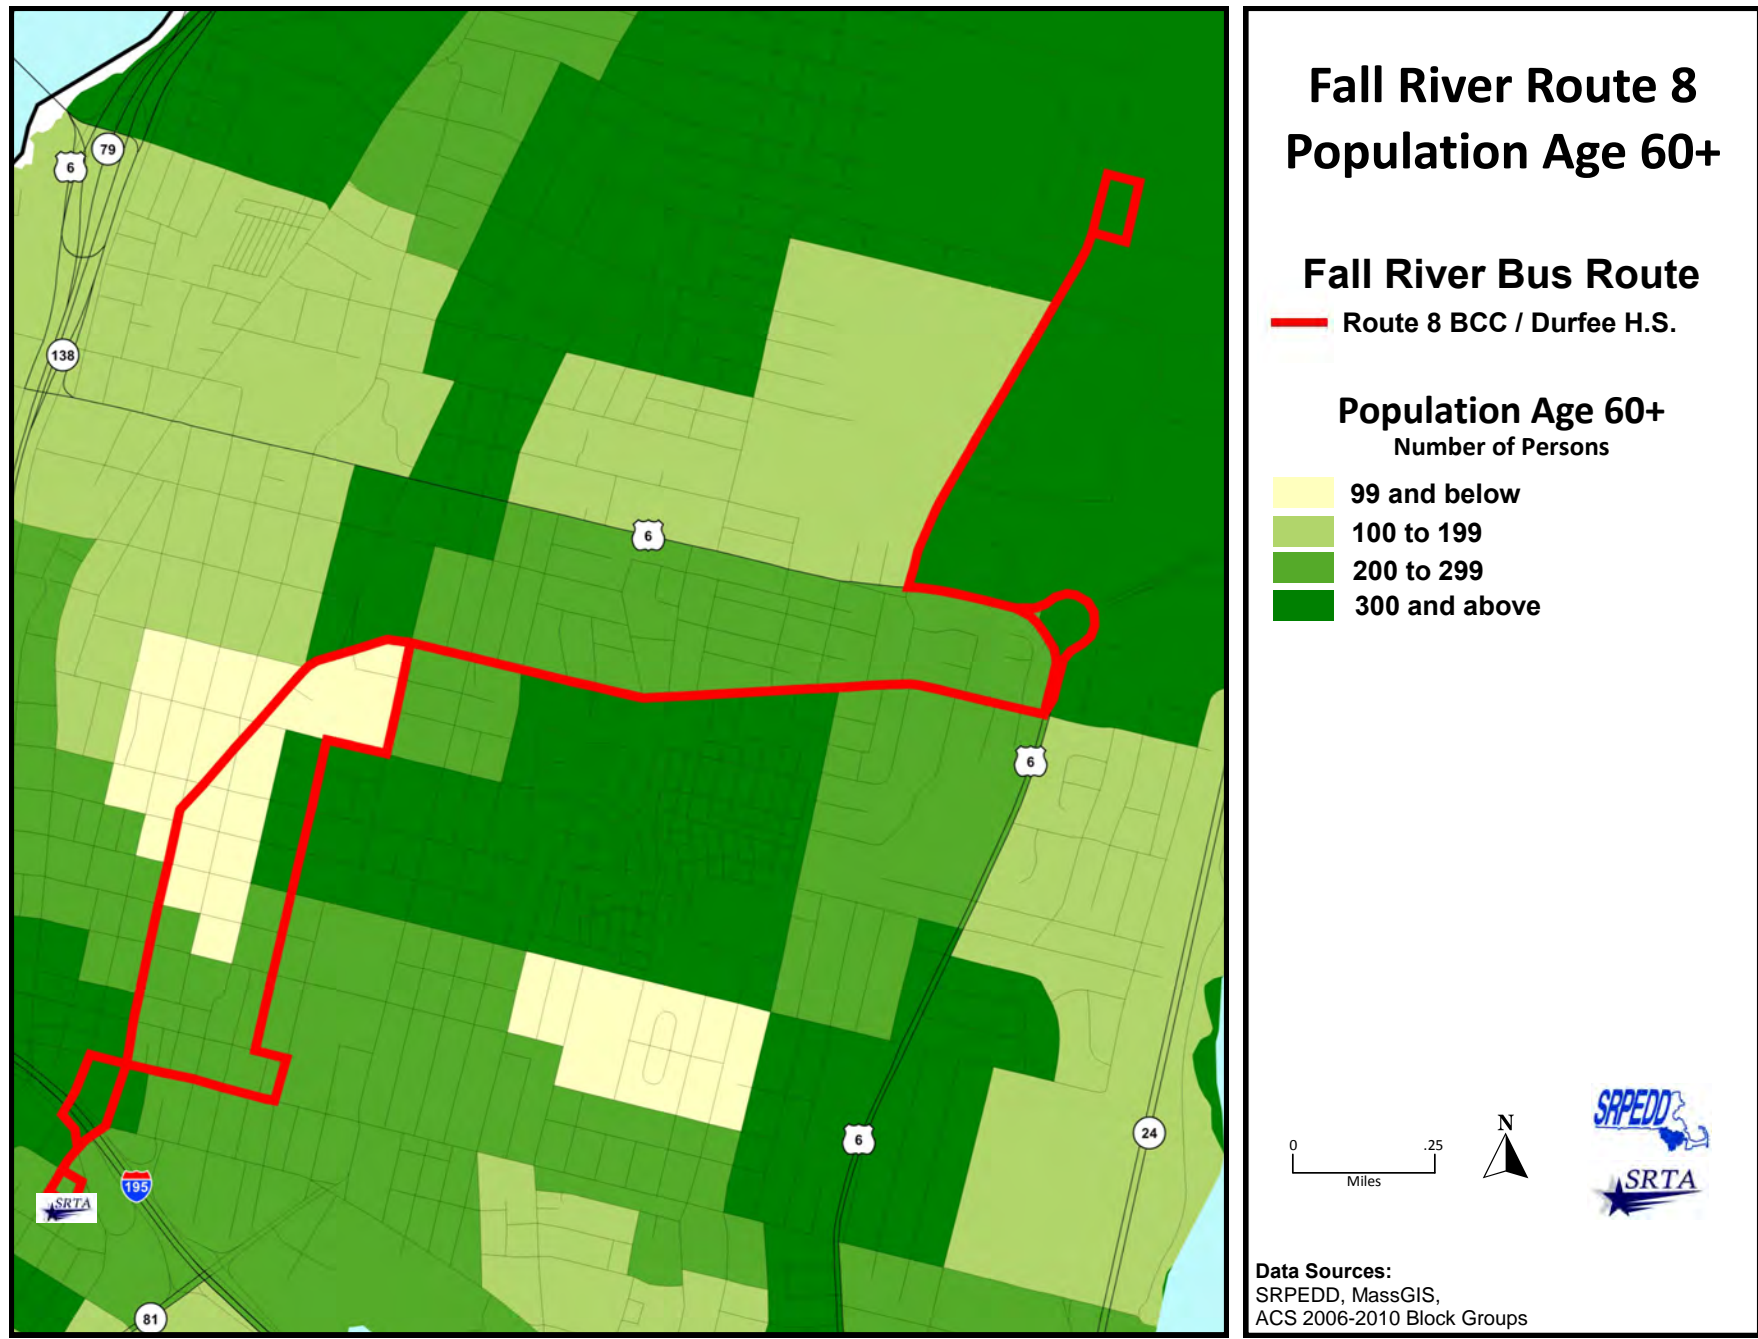 Fall River Route 8
Population Age 60+
Fall River Bus Route
Route 8 BCC / Durfee H.S.
Population Age 60+
Number of Persons
99 and below
100 to 199
200 to 299
300 and above
6
79
138
6
6
6
24
195
SRTA
81
0 .25
Miles
N
SRPEDD
SRTA
Data Sources:
SRPEDD, MassGIS,
ACS 2006-2010 Block Groups